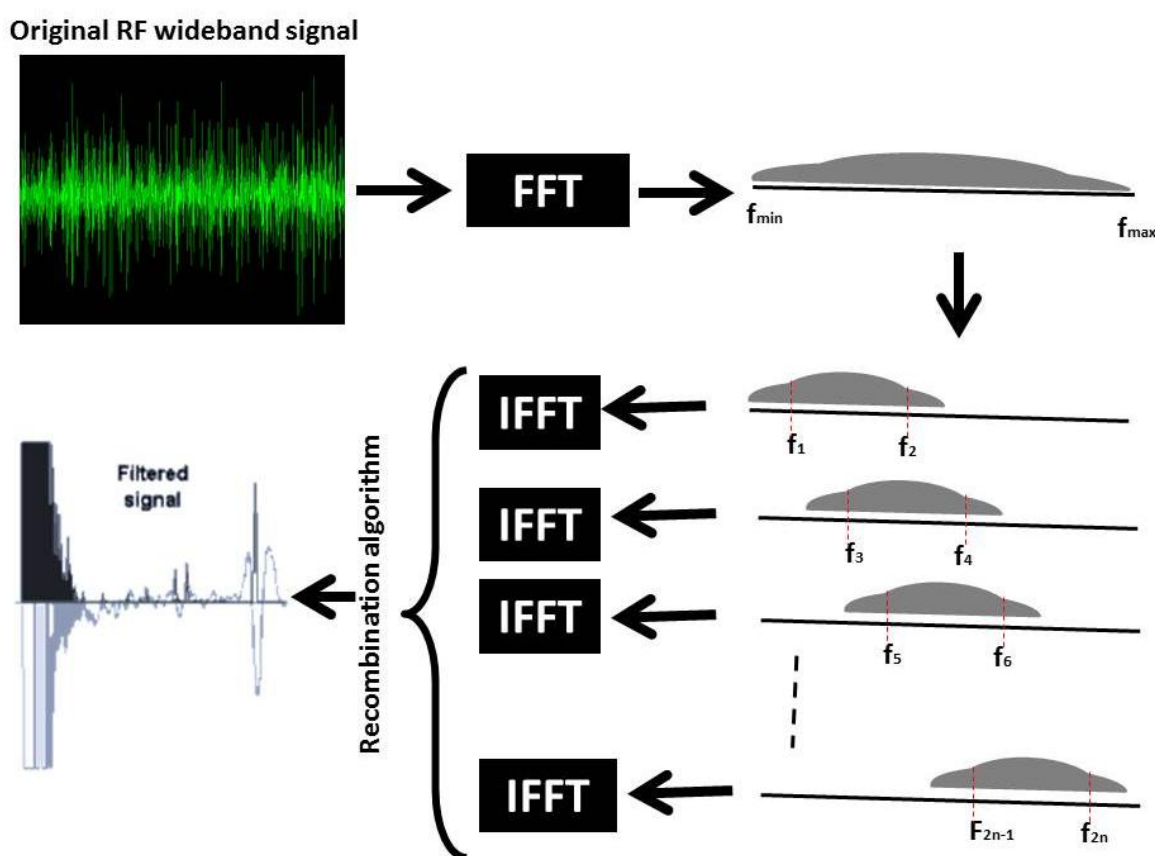 Original RF wideband signal
FFT
fmin
fmax
IFFT
f1
f2
IFFT
f3
f4
IFFT
f5
f6
IFFT
F2n-1
f2n
Recombination algorithm
Filtered
signal